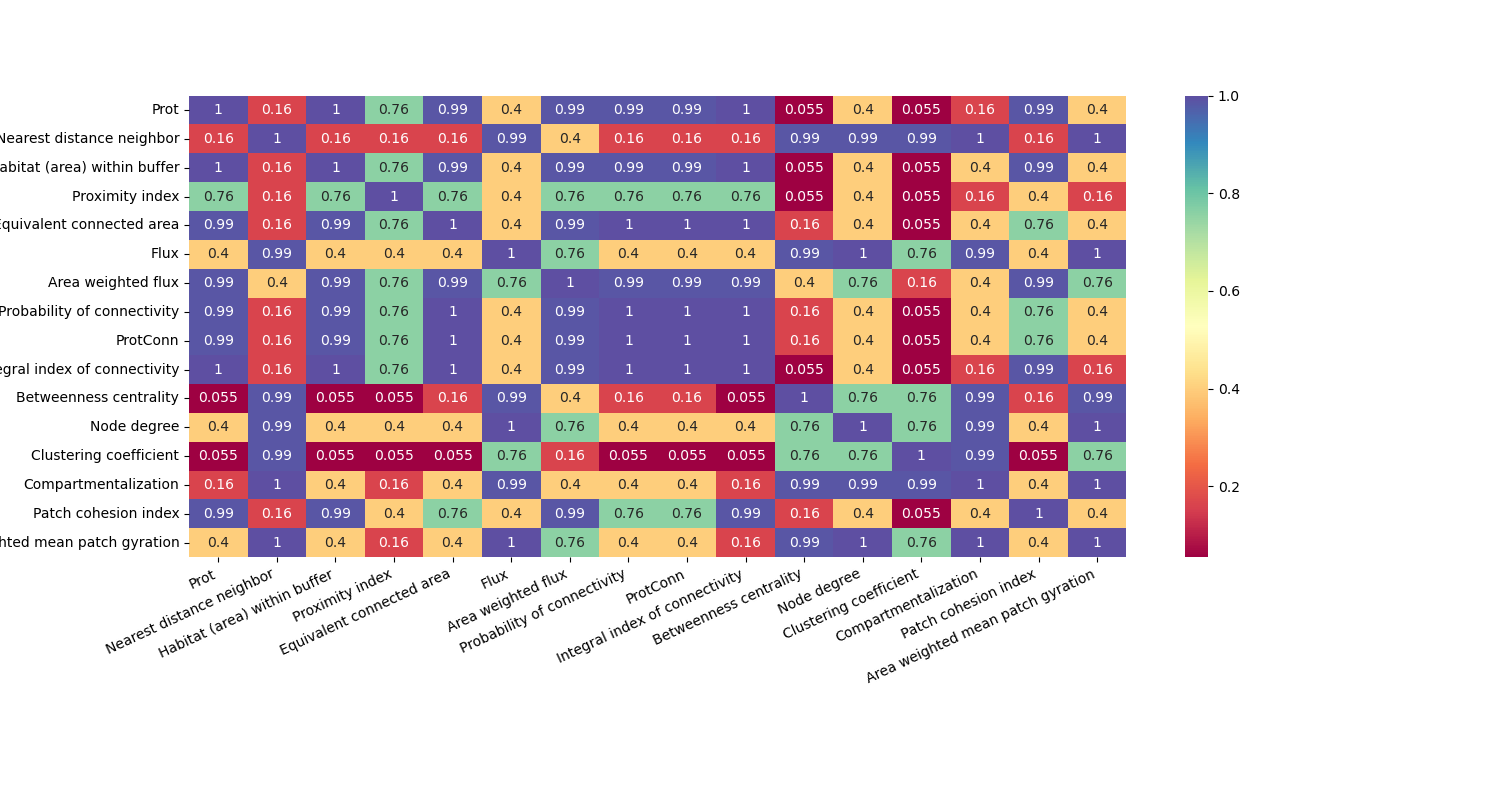 Prot 1 0.16 1 0.76 0.99 0.4 0.99 0.99 0.99 1 0.055 0.4 0.055 0.16 0.99 0.4
Nearest distance neighbor 0.16 1 0.16 0.16 0.16 0.99 0.4 0.16 0.16 0.16 0.99 0.99 0.99 1 0.16 1
abitat (area) within buffer 1 0.16 1 0.76 0.99 0.4 0.99 0.99 0.99 1 0.055 0.4 0.055 0.4 0.99 0.4
Proximity index 0.76 0.16 0.76 1 0.76 0.4 0.76 0.76 0.76 0.76 0.055 0.4 0.055 0.16 0.4 0.16
Equivalent connected area 0.99 0.16 0.99 0.76 1 0.4 0.99 1 1 1 0.16 0.4 0.055 0.4 0.76 0.4
Flux 0.4 0.99 0.4 0.4 0.4 1 0.76 0.4 0.4 0.4 0.99 1 0.76 0.99 0.4 1
Area weighted flux 0.99 0.4 0.99 0.76 0.99 0.76 1 0.99 0.99 0.99 0.4 0.76 0.16 0.4 0.99 0.76
Probability of connectivity 0.99 0.16 0.99 0.76 1 0.4 0.99 1 1 1 0.16 0.4 0.055 0.4 0.76 0.4
ProtConn 0.99 0.16 0.99 0.76 1 0.4 0.99 1 1 1 0.16 0.4 0.055 0.4 0.76 0.4
egral index of connectivity 1 0.16 1 0.76 1 0.4 0.99 1 1 1 0.055 0.4 0.055 0.16 0.99 0.16
Betweenness centrality 0.055 0.99 0.055 0.055 0.16 0.99 0.4 0.16 0.16 0.055 1 0.76 0.76 0.99 0.16 0.99
Node degree 0.4 0.99 0.4 0.4 0.4 1 0.76 0.4 0.4 0.4 0.76 1 0.76 0.99 0.4 1
Clustering coefficient 0.055 0.99 0.055 0.055 0.055 0.76 0.16 0.055 0.055 0.055 0.76 0.76 1 0.99 0.055 0.76
Compartmentalization 0.16 1 0.4 0.16 0.4 0.99 0.4 0.4 0.4 0.16 0.99 0.99 0.99 1 0.4 1
Patch cohesion index 0.99 0.16 0.99 0.4 0.76 0.4 0.99 0.76 0.76 0.99 0.16 0.4 0.055 0.4 1 0.4
hted mean patch gyration 0.4 1 0.4 0.16 0.4 1 0.76 0.4 0.4 0.16 0.99 1 0.76 1 0.4 1
Prot
Nearest distance neighbor
Habitat (area) within buffer
Proximity index
Equivalent connected area
Flux
Area weighted flux
Probability of connectivity
ProtConn
Integral index of connectivity
Betweenness centrality
Node degree
Clustering coefficient
Compartmentalization
Patch cohesion index
Area weighted mean patch gyration
1.0
0.8
0.6
0.4
0.2